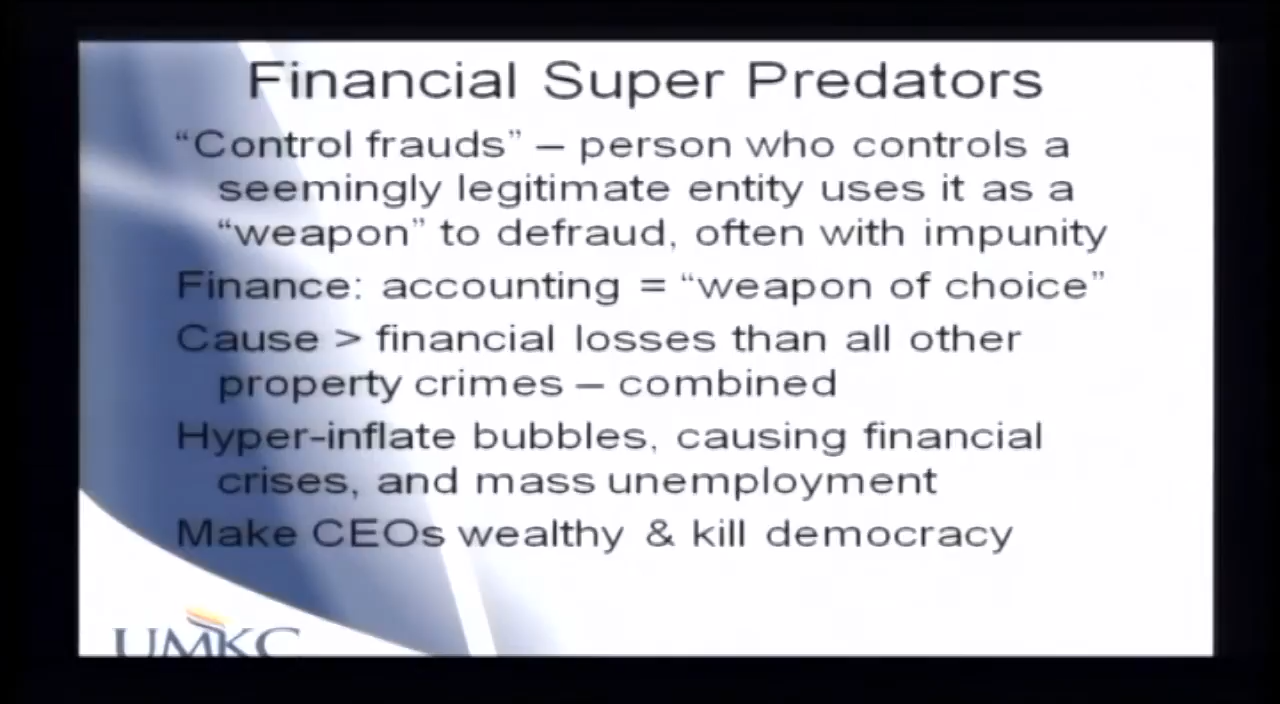 Financial Super Predators
“Control frauds” – person who controls a
seemingly legitimate entity uses it as a
“weapon” to defraud, often with impunity
Finance: accounting = “weapon of choice”
Cause > financial losses than all other
property crimes – combined
Hyper-inflate bubbles, causing financial
crises, and mass unemployment
Make CEOs wealthy & kill democracy
UMKC